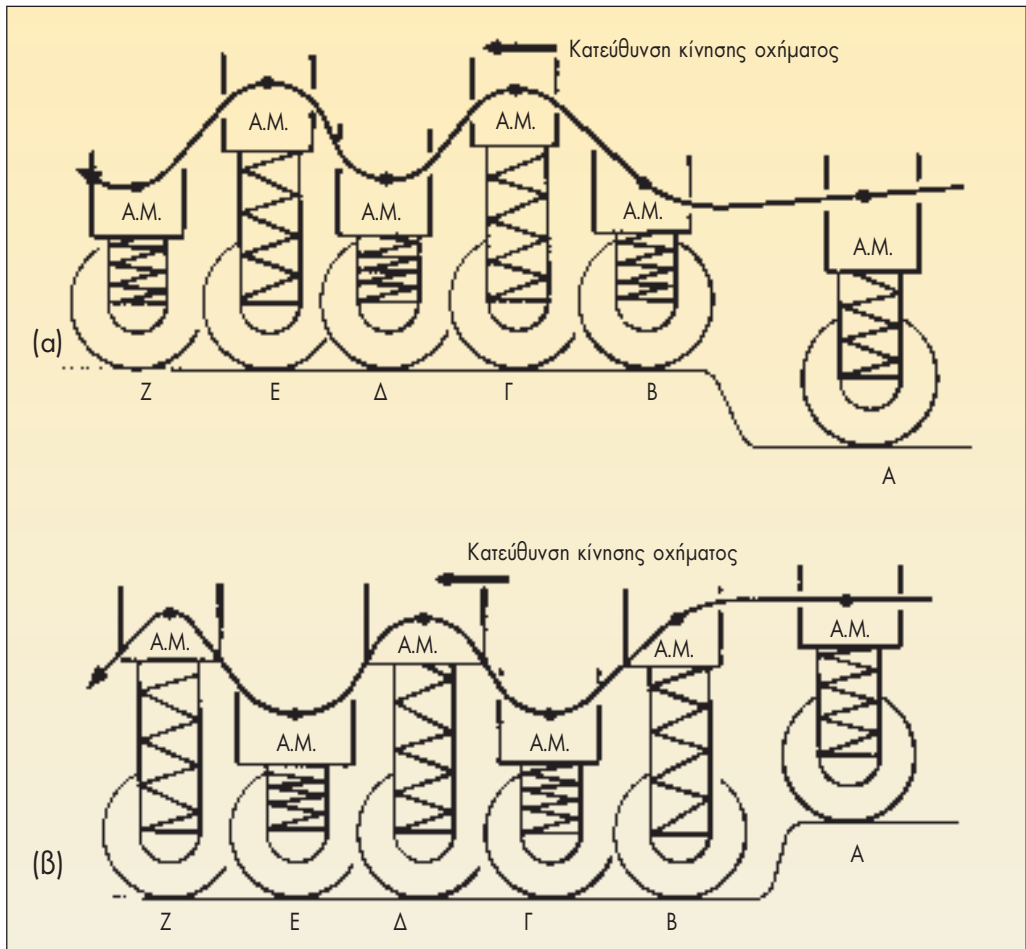 Κατεύθυνση κίνησης οχήματος
Α.Μ. Α.Μ.
Α.Μ. Α.Μ. Α.Μ.
Α.Μ.
(α)
Ζ Ε Δ Γ Β
Α
Κατεύθυνση κίνησης οχήματος
Α.Μ. Α.Μ. Α.Μ. Α.Μ.
Α.Μ. Α.Μ.
(β)
Α
Ζ Ε Δ Γ Β